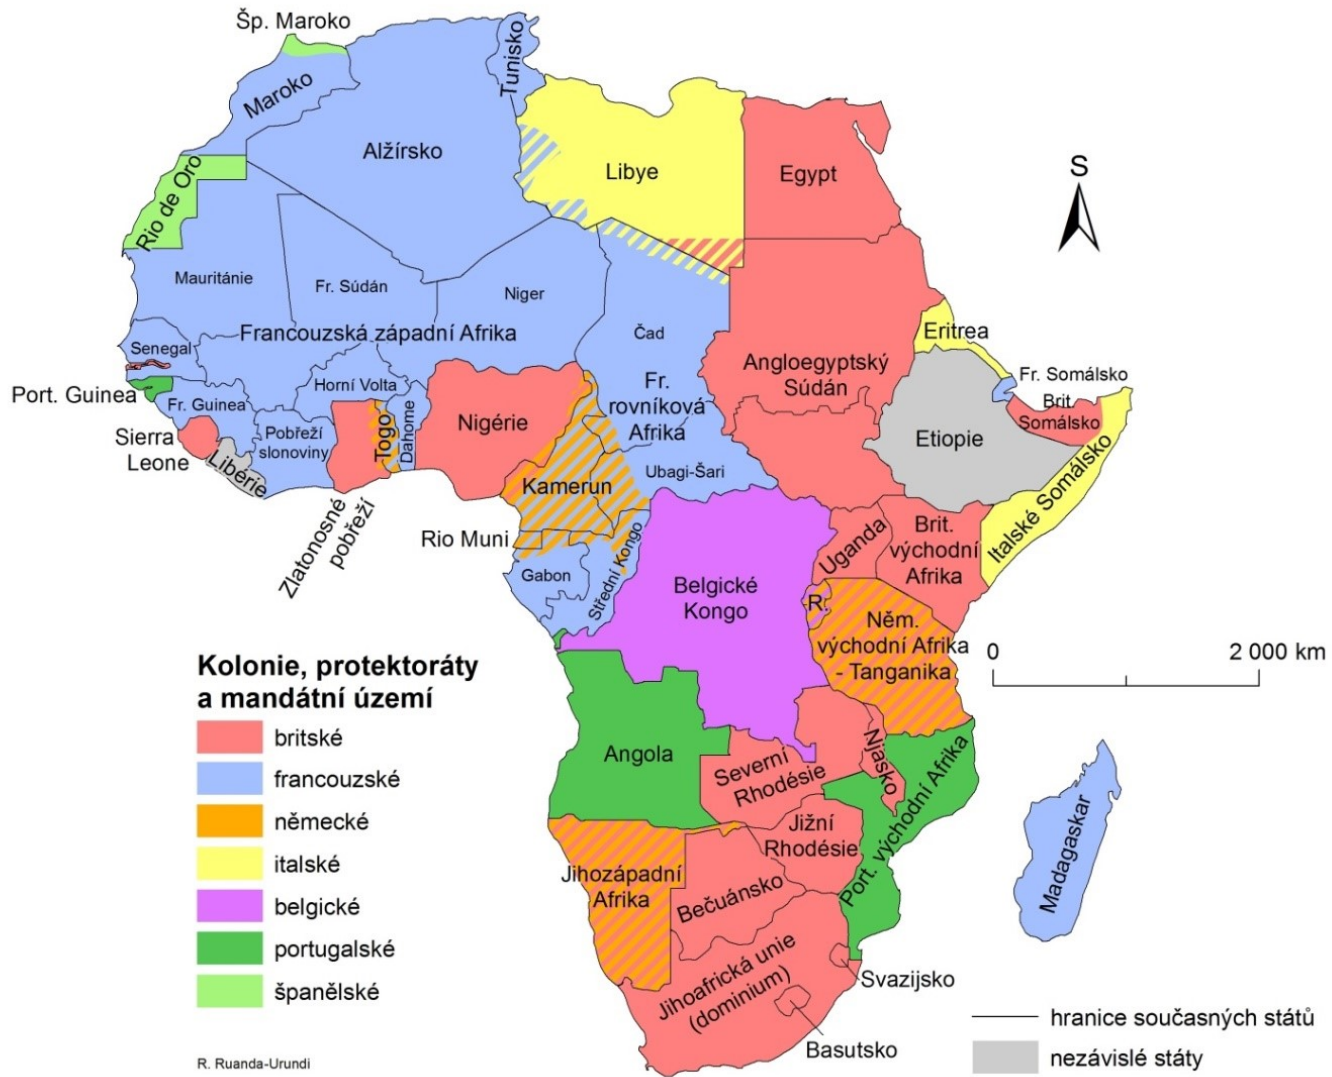 Šp. Maroko
Maroko
Tunisko
Alžírsko
Libye
Egypt
S
Rio de Oro
Mauritánie
Fr. Súdán
Niger
Čad
Francouzská západní Afrika
Senegal
Port. Guinea
Fr. Guinea
Horní Volta
Sierra
Leone
Libérie
Pobřeží
slonoviny
Zlatonosné
pobřeží
Togo
Dahome
Nigérie
Kamerun
Fr.
rovníková
Afrika
Ubagi-Šari
Angloegyptský
Súdán
Eritrea
Etiopie
Fr. Somálsko
Brit.
Somálsko
Italské Somálsko
Rio Muni
Gabon
Střední Kongo
Belgické
Kongo
Uganda
Brit.
východní
Afrika
R.
Něm.
východní Afrika
- Tanganika
0
2 000 km
Angola
Severní
Rhodésie
Njasko
Port. východní Afrika
Jižní
Rhodésie
Jihozápadní
Afrika
Bečuánsko
Jihoafrická unie
(dominium)
Svazijsko
Basutsko
Madagaskar
Kolonie, protektoráty
a mandátní území
britské
francouzské
německé
italské
belgické
portugalské
španělské
R. Ruanda-Urundi
hranice současných států
nezávislé státy